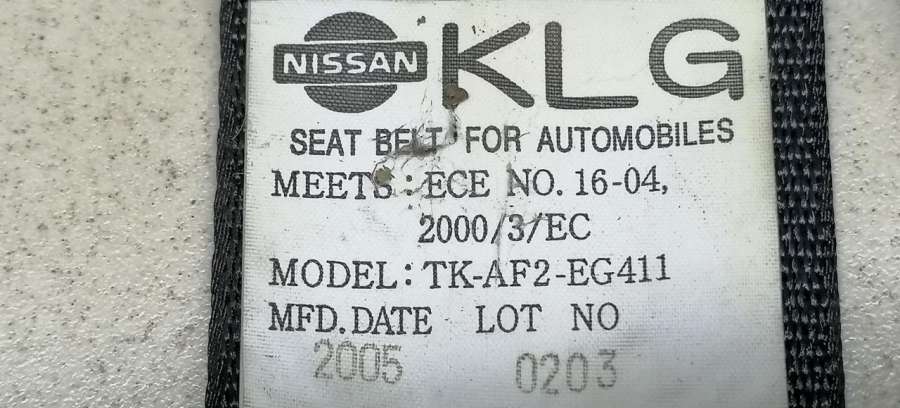 NISSAN KLG
SEAT BELT FOR AUTOMOBILES
MEETS : ECE NO. 16-04,
2000/3/EC
MODEL : TK-AF2-EG411
MFD. DATE LOT NO
2005 0203